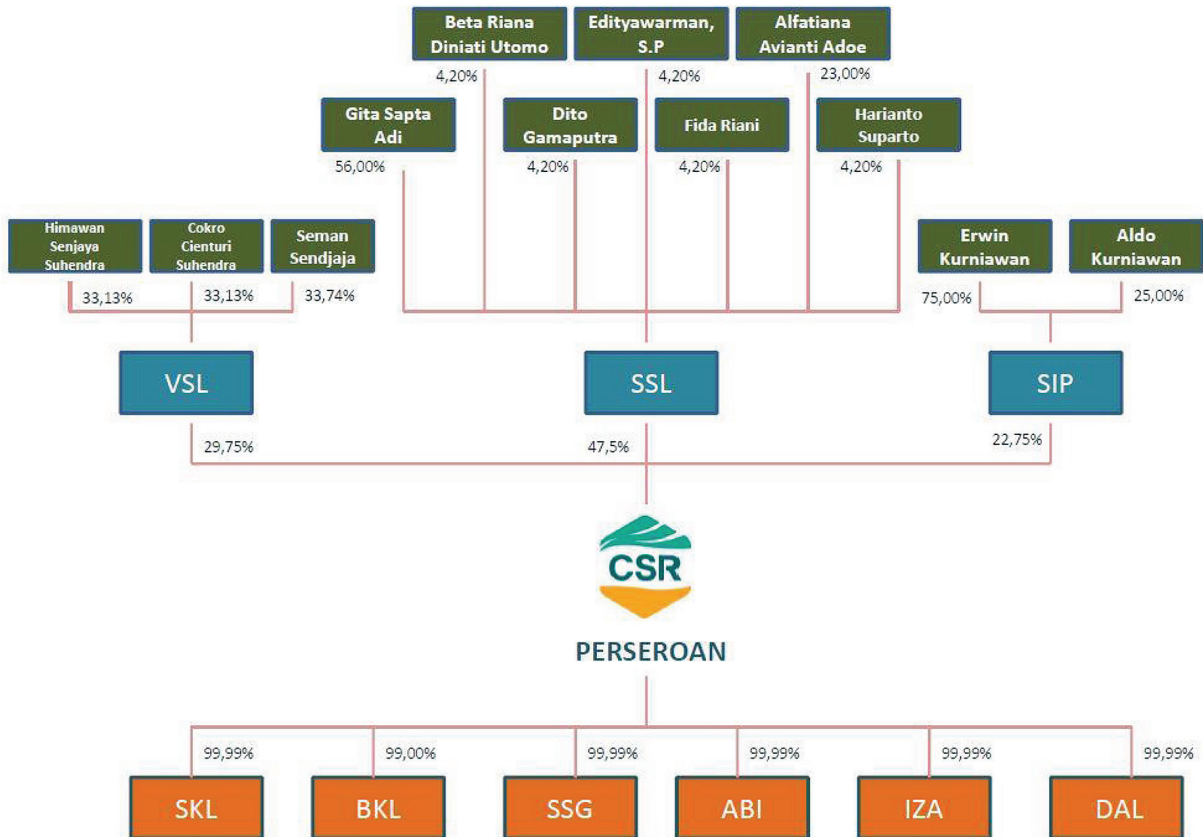 Beta Riana
Diniati Utomo
Edityawarman,
S.P
Alfatiana
Avianti Adoe
4,20%
4,20%
23,00%
Gita Sapta
Adi
Dito
Gamaputra
Fida Riani
Harianto
Suparto
56,00%
4,20%
4,20%
4,20%
Himawan
Senjaya
Suhendra
Cokro
Cienturi
Suhendra
Seman
Sendjaja
Erwin
Kurniawan
Aldo
Kurniawan
33,13%
33,13%
33,74%
75,00%
25,00%
VSL
SSL
SIP
29,75%
47,5%
22,75%
CSR
PERSEROAN
99,99%
99,00%
99,99%
99,99%
99,99%
99,99%
SKL
BKL
SSG
ABI
IZA
DAL